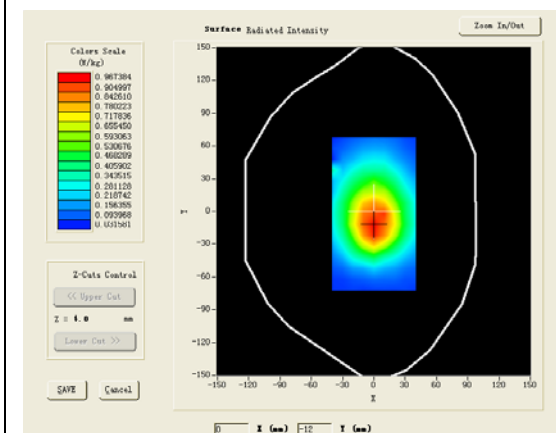 Surface Radiated Intensity
Zoom In/Out
Colors Scale
(W/kg)
0.967384
0.904997
0.842610
0.780223
0.717836
0.655450
0.593063
0.530676
0.468289
0.405902
0.343515
0.281128
0.218742
0.156355
0.093968
0.031581
150
120
90
60
30
0
-30
-60
-90
-120
-150
Y
-150 -120 -90 -60 -30 0 30 60 90 120 150
X
Z-Cuts Control
<< Upper Cut
Z = 4.0 mm
Lower Cut >>
SAVE
Cancel
0 X (mm) -12 Y (mm)